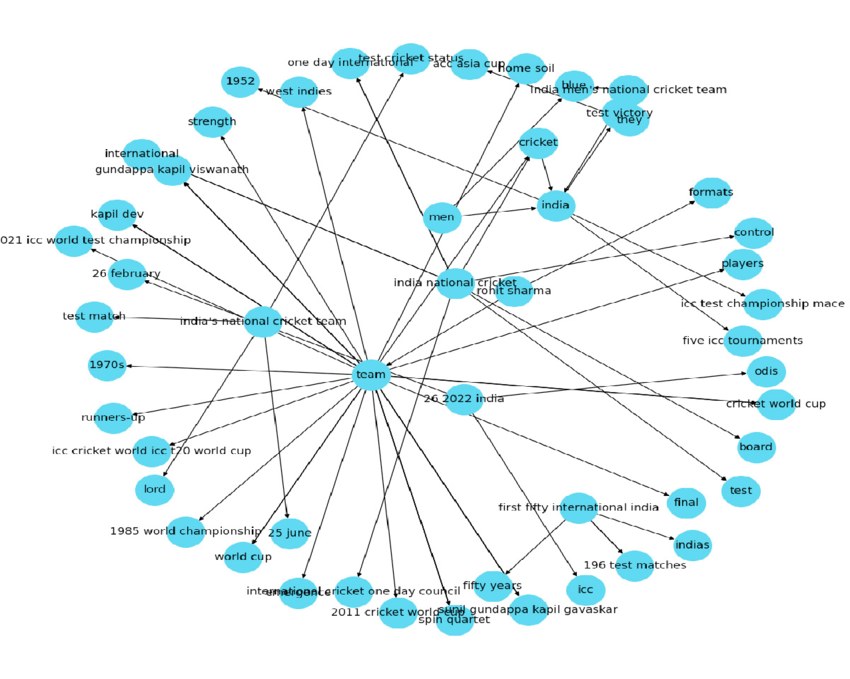 one day international
test cricket status
acc asia cup
home soil
1952
west indies
blue
india men's national cricket team
test victory
they
strength
cricket
international
gundappa kapil viswanath
formats
kapil dev
men
india
control
021 icc world test championship
players
26 february
india national cricket
rohit sharma
icc test championship mace
test match
india's national cricket team
five icc tournaments
1970s
team
odis
26 2022 india
cricket world cup
runners-up
icc cricket world icc t20 world cup
board
lord
test
first fifty international india
final
1985 world championship
25 june
indias
world cup
196 test matches
international cricket one day council
emergence
fifty years
icc
2011 cricket world cup
sunil gundappa kapil gavaskar
spin quartet